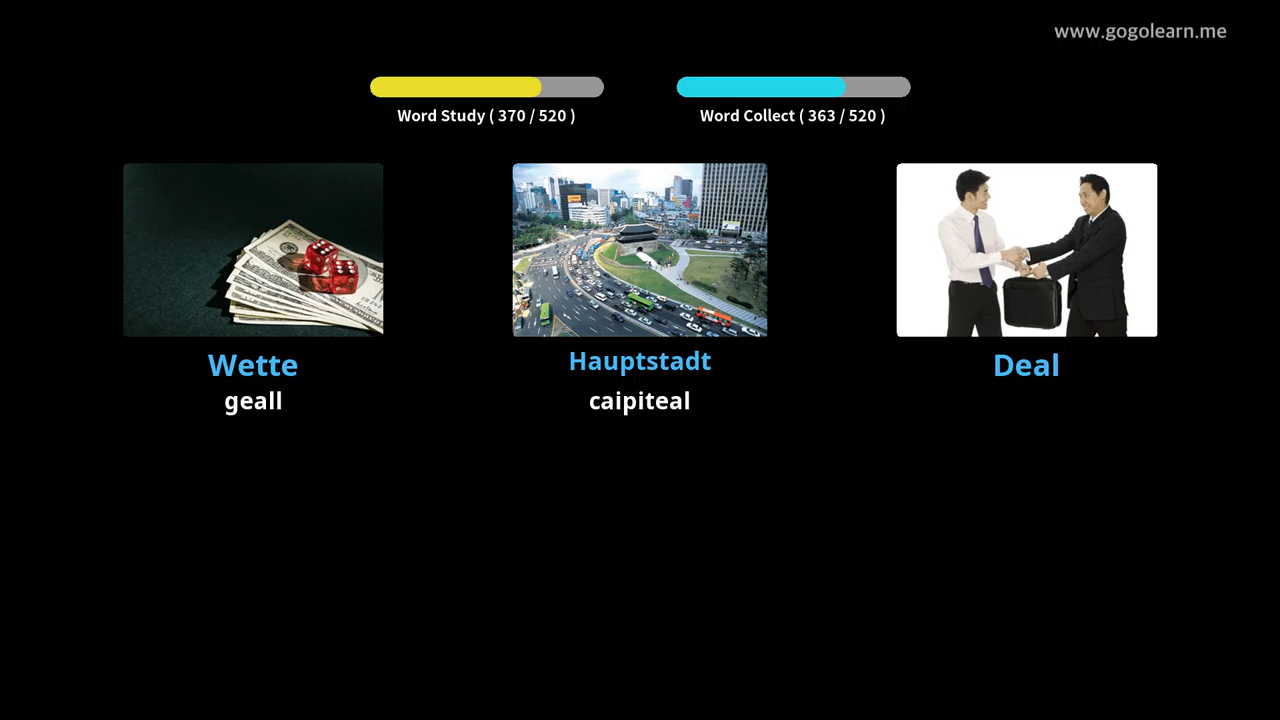 www.gogolearn.me
Word Study ( 370 / 520 )
Word Collect ( 363 / 520 )
Wette
geall
Hauptstadt
caipiteal
Deal